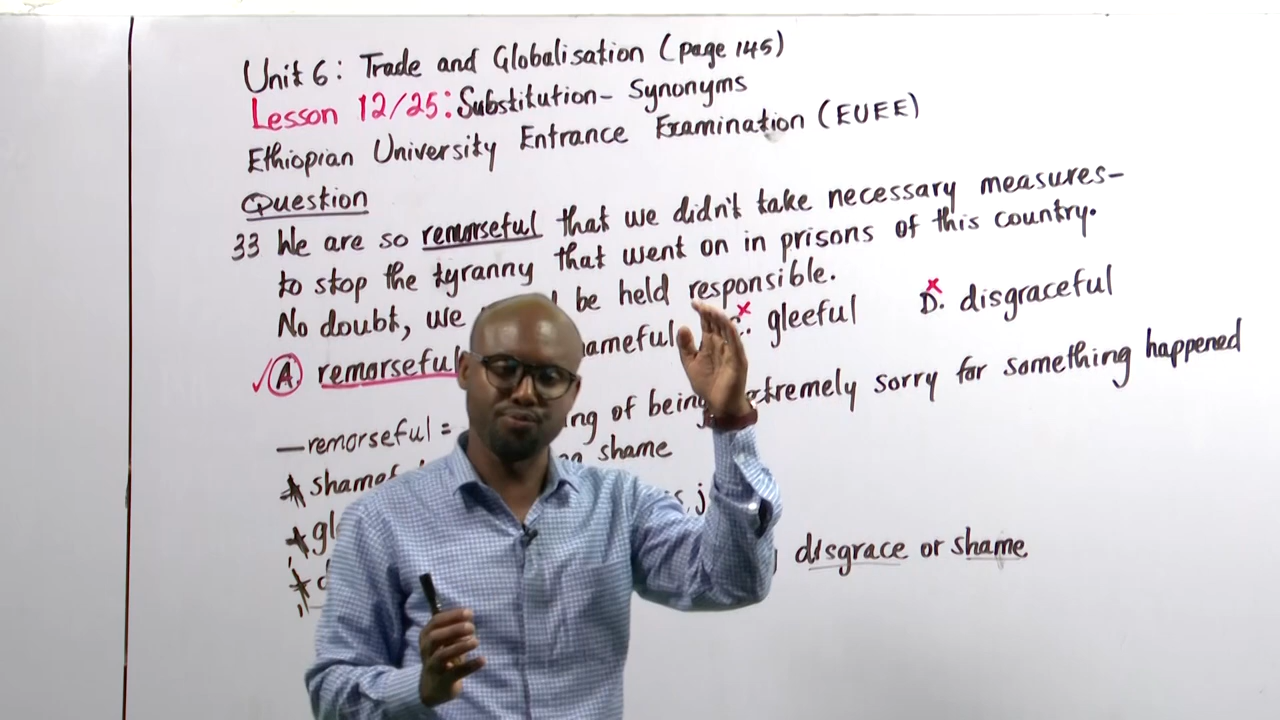 Unit 6: Trade and Globalisation (page 145)
Lesson 12/25: Substitution- Synonyms
Ethiopian University Entrance Examination (EUEE)
Question
33 We are so remorseful that we didn't take necessary measures-
to stop the tyranny that went on in prisons of this country.
No doubt, we be held responsible.
A remorseful gleeful D. disgraceful
-remorseful = of being extremely sorry for something happened
shame
disgrace or shame